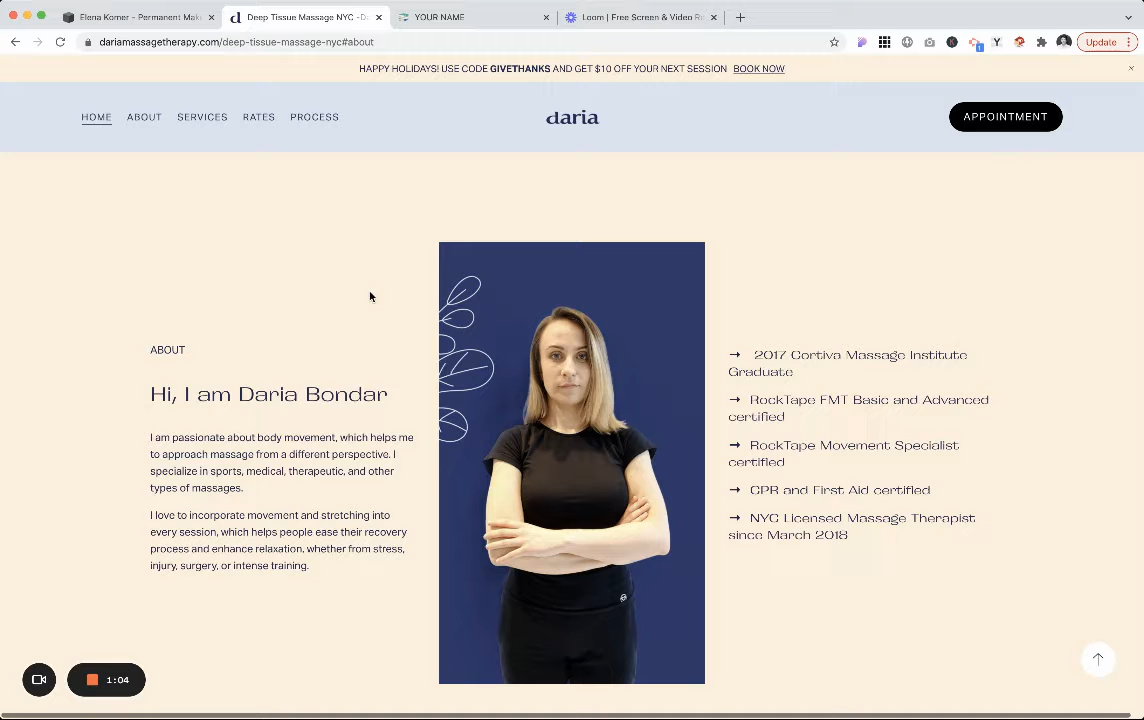 Elena Komer - Permanent Mak
Deep Tissue Massage NYC -D
YOUR NAME
Loom | Free Screen & Video R
dariamassagetherapy.com/deep-tissue-massage-nyc#about
Update
HAPPY HOLIDAYS! USE CODE GIVETHANKS AND GET $10 OFF YOUR NEXT SESSION BOOK NOW
HOME ABOUT SERVICES RATES PROCESS
daria
APPOINTMENT
ABOUT
Hi, I am Daria Bondar
I am passionate about body movement, which helps me
to approach massage from a different perspective. I
specialize in sports, medical, therapeutic, and other
types of massages.
I love to incorporate movement and stretching into
every session, which helps people ease their recovery
process and enhance relaxation, whether from stress,
injury, surgery, or intense training.
→ 2017 Cortiva Massage Institute
Graduate
→ RockTape FMT Basic and Advanced
certified
→ RockTape Movement Specialist
certified
→ CPR and First Aid certified
→ NYC Licensed Massage Therapist
since March 2018
1:04